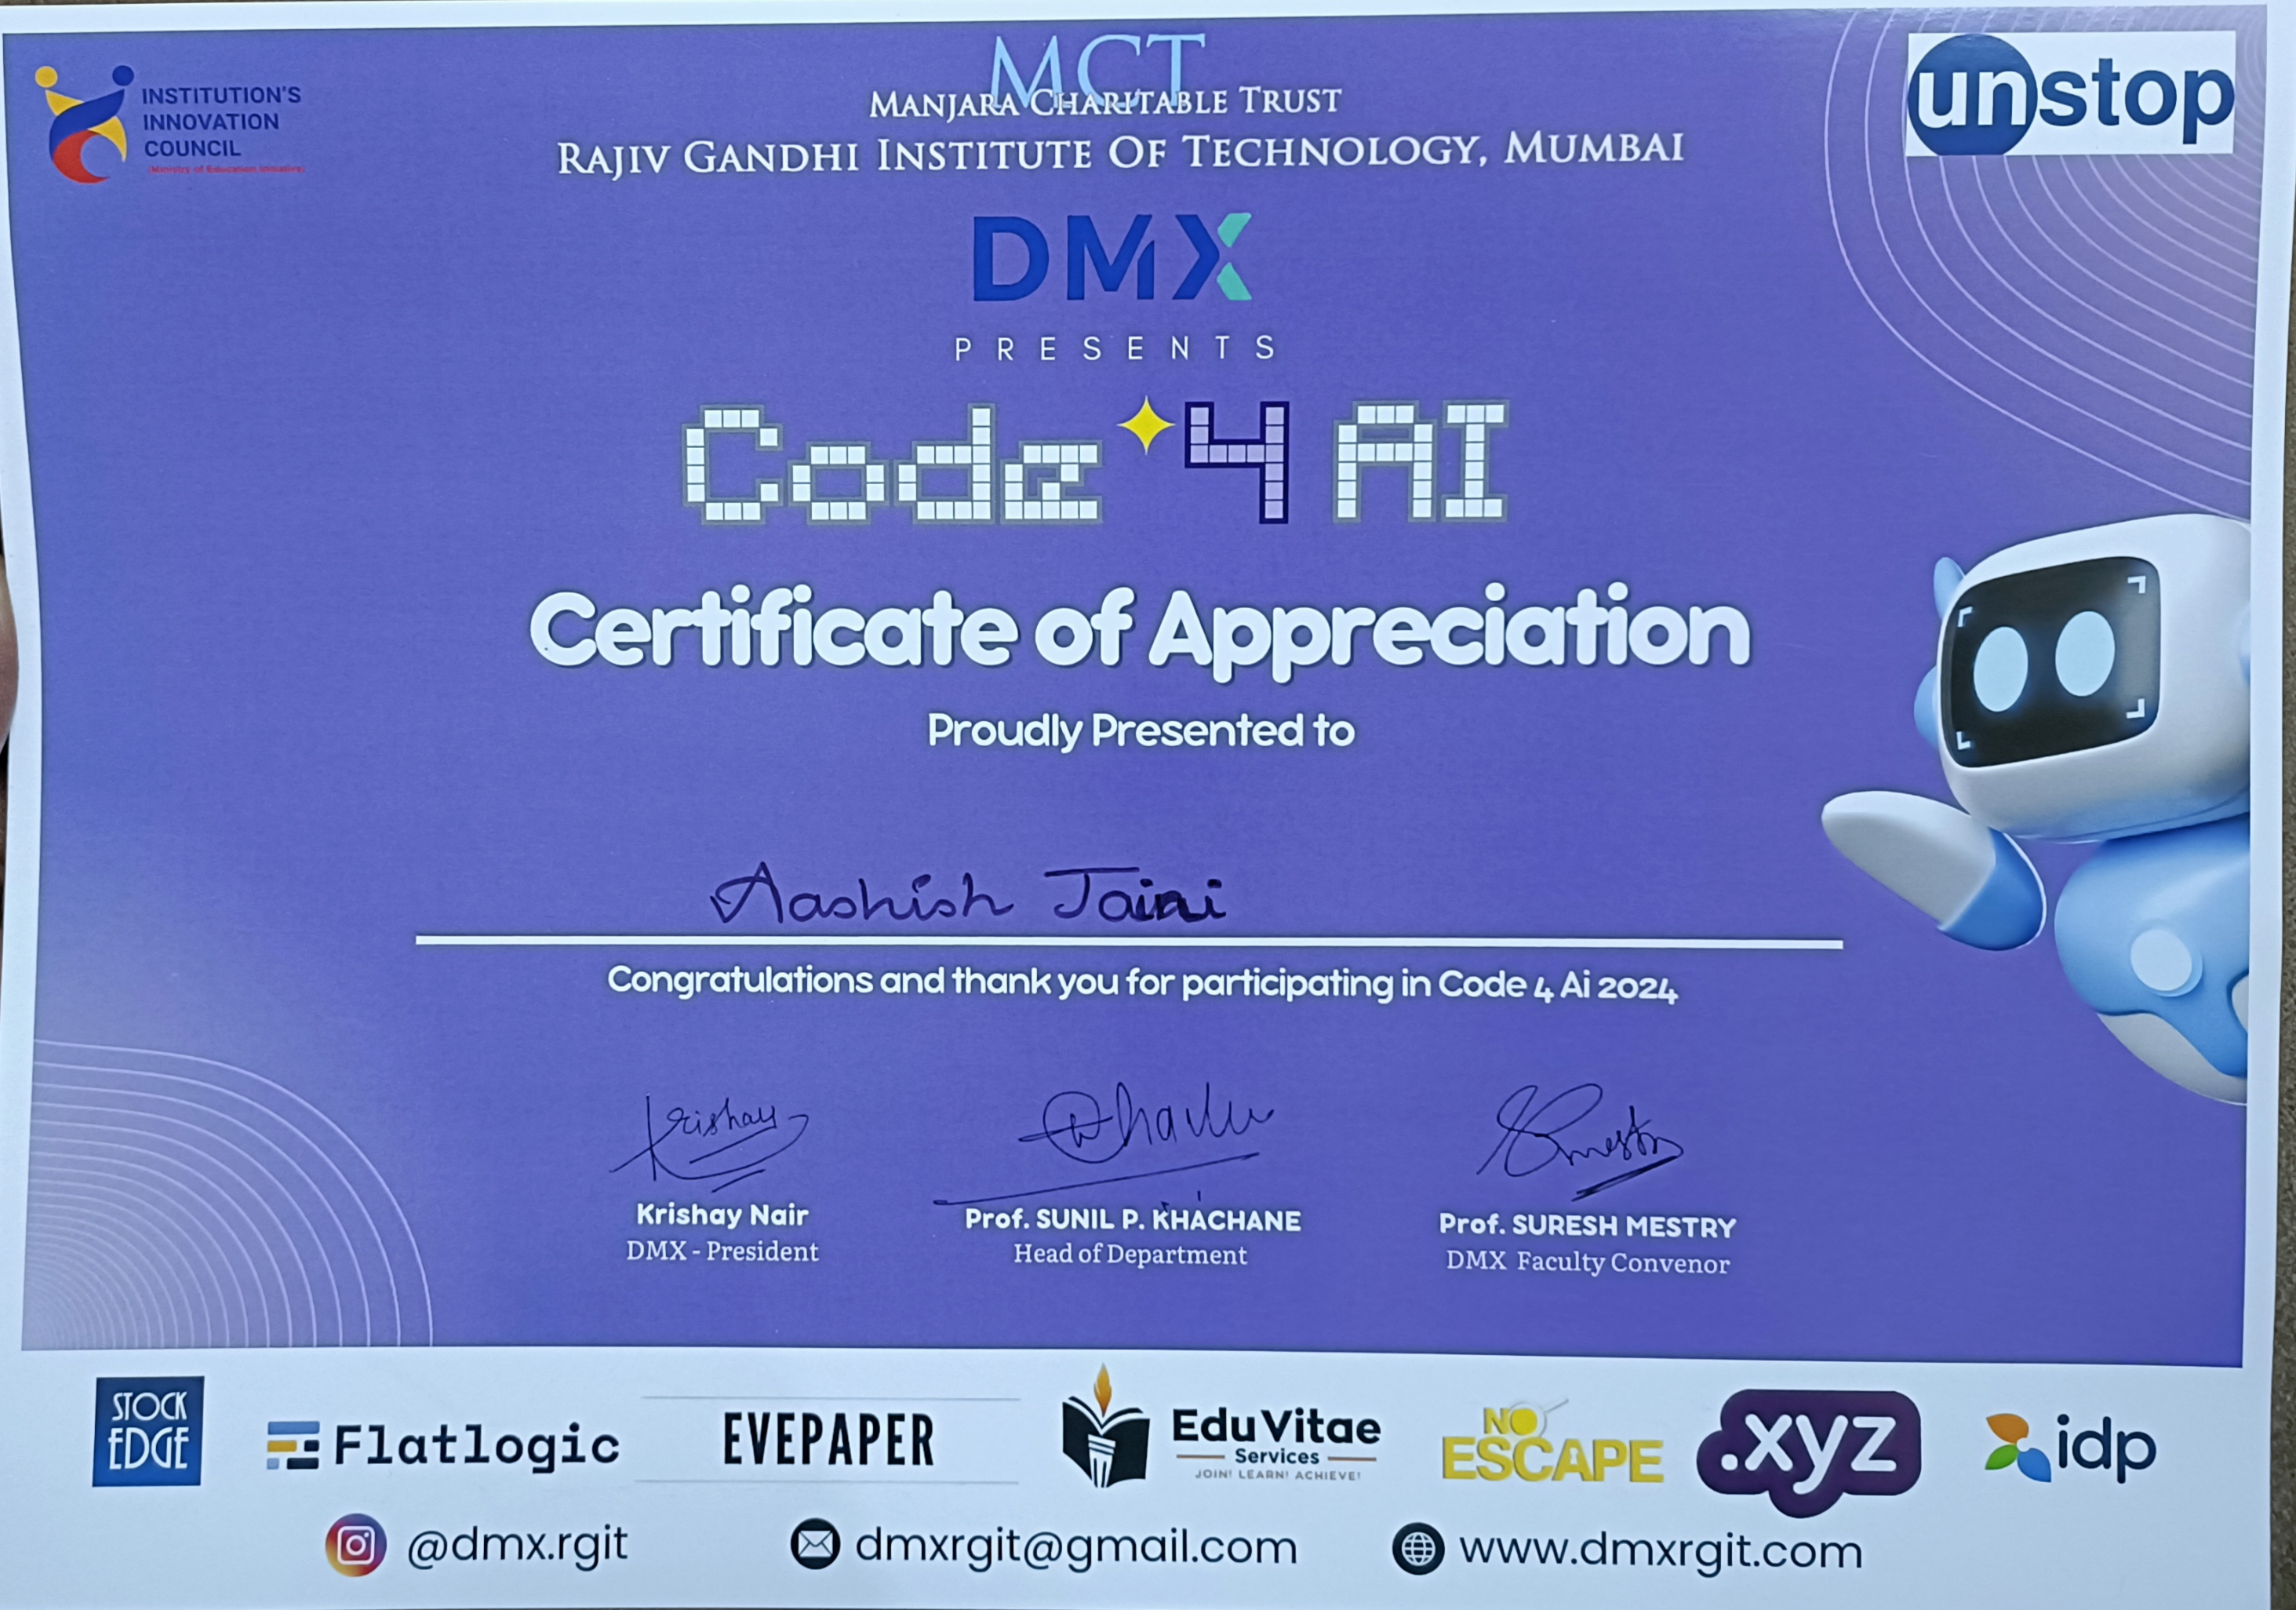 INSTITUTION'S
INNOVATION
COUNCIL
(Ministry of Education Initiative)
MCT
MANJARA CHARITABLE TRUST
RAJIV GANDHI INSTITUTE OF TECHNOLOGY, MUMBAI
unstop
DMX
PRESENTS
Code 4 AI
Certificate of Appreciation
Proudly Presented to
Aashish Jaini
Congratulations and thank you for participating in Code 4 Ai 2024
Krishay
Smestry
Krishay Nair
DMX - President
Prof. SUNIL P. KHACHANE
Head of Department
Prof. SURESH MESTRY
DMX Faculty Convenor
STOCK
EDGE
Flatlogic
EVEPAPER
EduVitae
Services
JOIN! LEARN! ACHIEVE!
NO
ESCAPE
.xyz
idp
@dmx.rgit
dmxrgit@gmail.com
www.dmxrgit.com